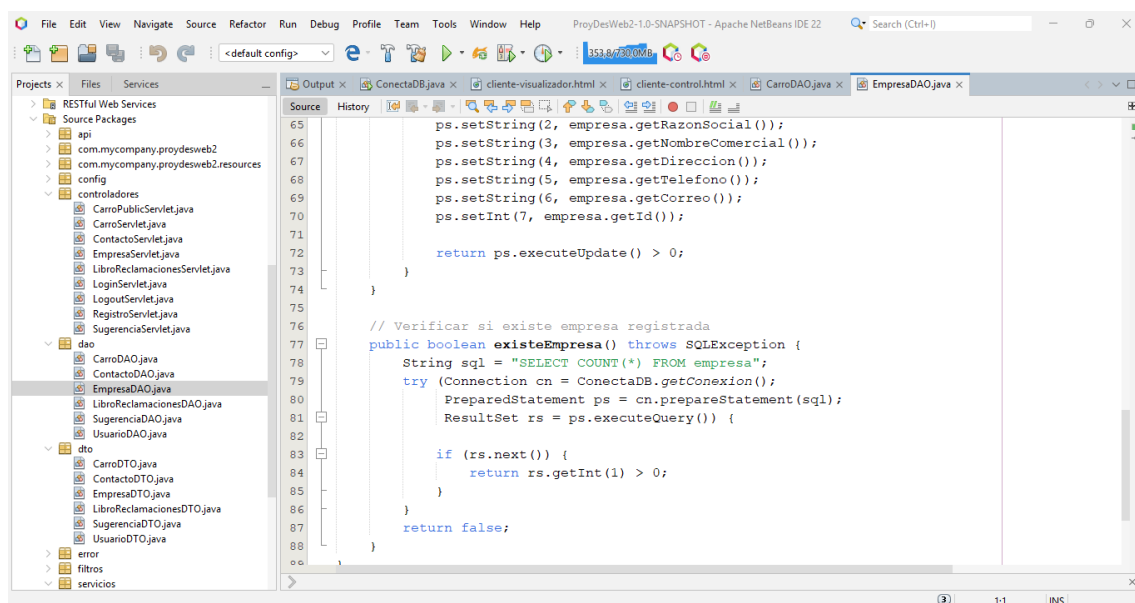 File Edit View Navigate Source Refactor Run Debug Profile Team Tools Window Help ProyDesWeb2-1.0-SNAPSHOT - Apache NetBeans IDE 22 Search (Ctrl+I)
<default config> 353,8/730,0MB
Projects Files Services
Output ConectaDB.java cliente-visualizador.html cliente-control.html CarroDAO.java EmpresaDAO.java
Source History
RESTful Web Services
Source Packages
api
com.mycompany.proydesweb2
com.mycompany.proydesweb2.resources
config
controladores
CarroPublicServlet.java
CarroServlet.java
ContactoServlet.java
EmpresaServlet.java
LibroReclamacionesServlet.java
LoginServlet.java
LogoutServlet.java
RegistroServlet.java
SugerenciaServlet.java
dao
CarroDAO.java
ContactoDAO.java
EmpresaDAO.java
LibroReclamacionesDAO.java
SugerenciaDAO.java
UsuarioDAO.java
dto
CarroDTO.java
ContactoDTO.java
EmpresaDTO.java
LibroReclamacionesDTO.java
SugerenciaDTO.java
UsuarioDTO.java
error
filtros
servicios
65 ps.setString(2, empresa.getRazonSocial());
66 ps.setString(3, empresa.getNombreComercial());
67 ps.setString(4, empresa.getDireccion());
68 ps.setString(5, empresa.getTelefono());
69 ps.setString(6, empresa.getCorreo());
70 ps.setInt(7, empresa.getId());
71
72 return ps.executeUpdate() > 0;
73 }
74 }
75
76 // Verificar si existe empresa registrada
77 public boolean existeEmpresa() throws SQLException {
78 String sql = "SELECT COUNT(*) FROM empresa";
79 try (Connection cn = ConectaDB.getConexion();
80 PreparedStatement ps = cn.prepareStatement(sql);
81 ResultSet rs = ps.executeQuery()) {
82
83 if (rs.next()) {
84 return rs.getInt(1) > 0;
85 }
86 }
87 return false;
88 }
89 }
3 1:1 INS